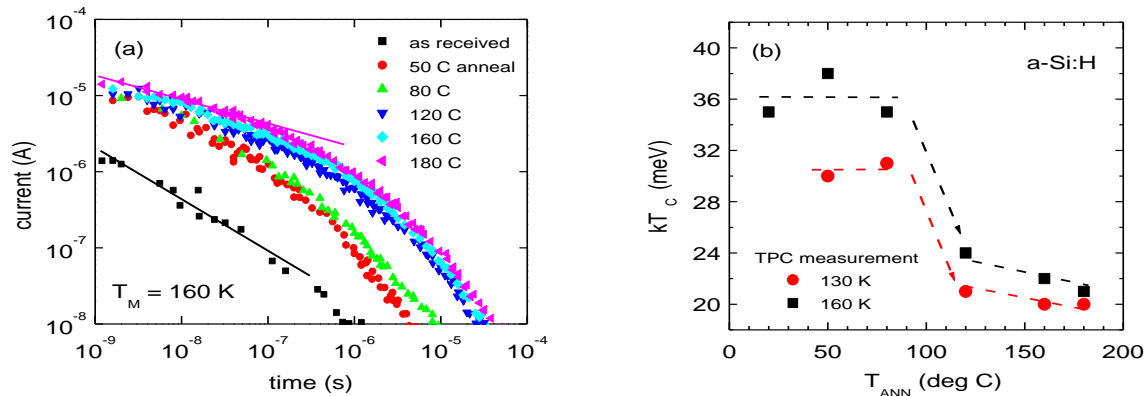 (a)
as received
50 C anneal
80 C
120 C
160 C
180 C
T_M = 160 K
10^-4
10^-5
10^-6
10^-7
10^-8
current (A)
10^-9 10^-8 10^-7 10^-6 10^-5 10^-4
time (s)
(b)
a-Si:H
40
36
32
28
24
20
kT_C (meV)
TPC measurement
130 K
160 K
0 50 100 150 200
T_ANN (deg C)